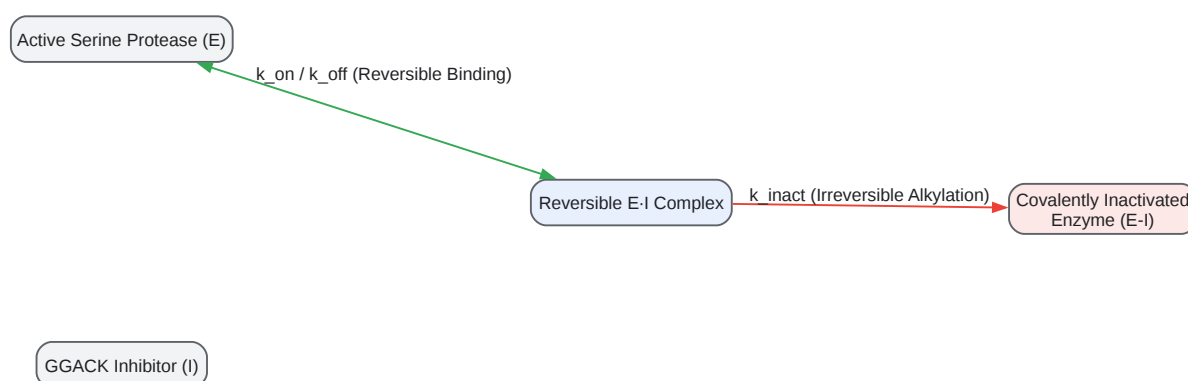 Active Serine Protease (E)
k_on / k_off (Reversible Binding)
Reversible E·I Complex
k_inact (Irreversible Alkylation)
Covalently Inactivated
Enzyme (E-I)
GGACK Inhibitor (I)